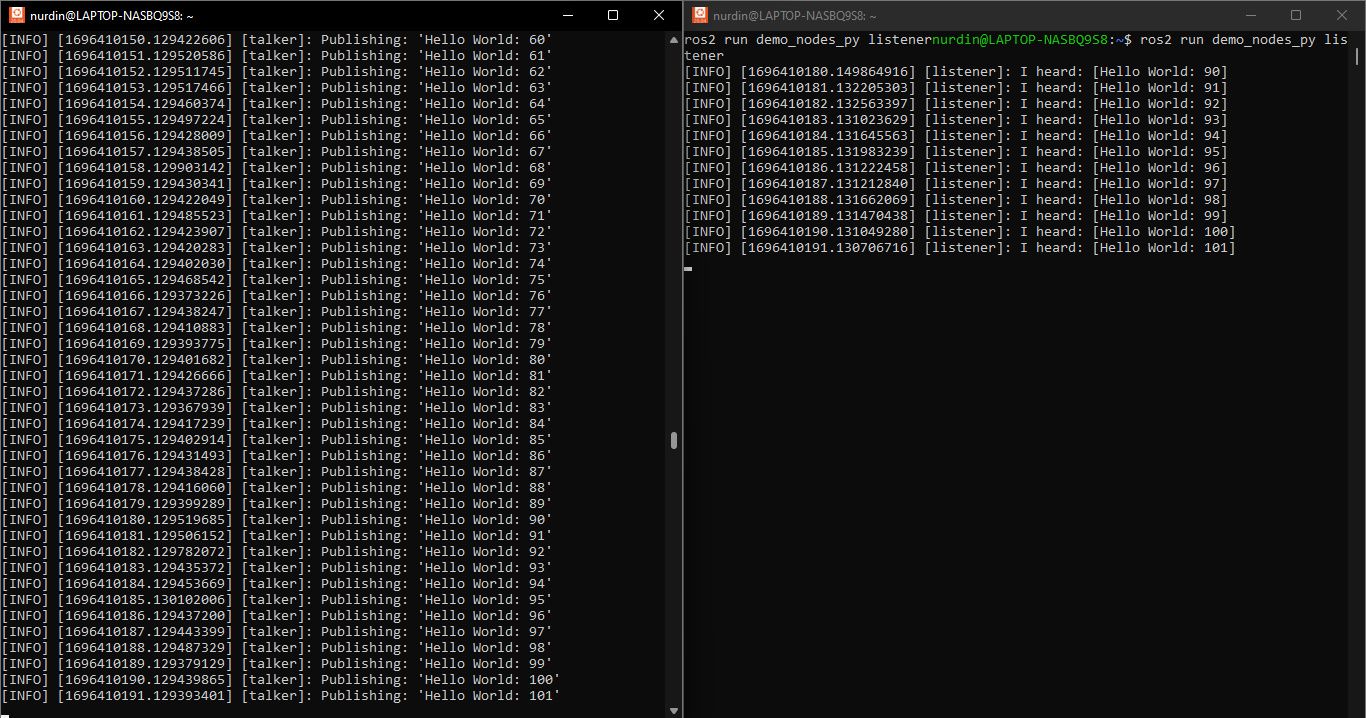 nurdin@LAPTOP-NASBQ9S8: ~
[INFO] [1696410150.129422606] [talker]: Publishing: 'Hello World: 60'
[INFO] [1696410151.129520586] [talker]: Publishing: 'Hello World: 61'
[INFO] [1696410152.129511745] [talker]: Publishing: 'Hello World: 62'
[INFO] [1696410153.129517466] [talker]: Publishing: 'Hello World: 63'
[INFO] [1696410154.129460374] [talker]: Publishing: 'Hello World: 64'
[INFO] [1696410155.129497224] [talker]: Publishing: 'Hello World: 65'
[INFO] [1696410156.129428009] [talker]: Publishing: 'Hello World: 66'
[INFO] [1696410157.129438505] [talker]: Publishing: 'Hello World: 67'
[INFO] [1696410158.129903142] [talker]: Publishing: 'Hello World: 68'
[INFO] [1696410159.129430341] [talker]: Publishing: 'Hello World: 69'
[INFO] [1696410160.129422049] [talker]: Publishing: 'Hello World: 70'
[INFO] [1696410161.129485523] [talker]: Publishing: 'Hello World: 71'
[INFO] [1696410162.129423907] [talker]: Publishing: 'Hello World: 72'
[INFO] [1696410163.129420283] [talker]: Publishing: 'Hello World: 73'
[INFO] [1696410164.129402030] [talker]: Publishing: 'Hello World: 74'
[INFO] [1696410165.129468542] [talker]: Publishing: 'Hello World: 75'
[INFO] [1696410166.129373226] [talker]: Publishing: 'Hello World: 76'
[INFO] [1696410167.129438247] [talker]: Publishing: 'Hello World: 77'
[INFO] [1696410168.129410883] [talker]: Publishing: 'Hello World: 78'
[INFO] [1696410169.129393775] [talker]: Publishing: 'Hello World: 79'
[INFO] [1696410170.129401682] [talker]: Publishing: 'Hello World: 80'
[INFO] [1696410171.129426666] [talker]: Publishing: 'Hello World: 81'
[INFO] [1696410172.129437286] [talker]: Publishing: 'Hello World: 82'
[INFO] [1696410173.129367939] [talker]: Publishing: 'Hello World: 83'
[INFO] [1696410174.129417239] [talker]: Publishing: 'Hello World: 84'
[INFO] [1696410175.129402914] [talker]: Publishing: 'Hello World: 85'
[INFO] [1696410176.129431493] [talker]: Publishing: 'Hello World: 86'
[INFO] [1696410177.129438428] [talker]: Publishing: 'Hello World: 87'
[INFO] [1696410178.129416060] [talker]: Publishing: 'Hello World: 88'
[INFO] [1696410179.129399289] [talker]: Publishing: 'Hello World: 89'
[INFO] [1696410180.129519685] [talker]: Publishing: 'Hello World: 90'
[INFO] [1696410181.129506152] [talker]: Publishing: 'Hello World: 91'
[INFO] [1696410182.129782072] [talker]: Publishing: 'Hello World: 92'
[INFO] [1696410183.129435372] [talker]: Publishing: 'Hello World: 93'
[INFO] [1696410184.129453669] [talker]: Publishing: 'Hello World: 94'
[INFO] [1696410185.130102006] [talker]: Publishing: 'Hello World: 95'
[INFO] [1696410186.129437200] [talker]: Publishing: 'Hello World: 96'
[INFO] [1696410187.129443399] [talker]: Publishing: 'Hello World: 97'
[INFO] [1696410188.129487329] [talker]: Publishing: 'Hello World: 98'
[INFO] [1696410189.129379129] [talker]: Publishing: 'Hello World: 99'
[INFO] [1696410190.129439865] [talker]: Publishing: 'Hello World: 100'
[INFO] [1696410191.129393401] [talker]: Publishing: 'Hello World: 101'
nurdin@LAPTOP-NASBQ9S8: ~
ros2 run demo_nodes_py listenernurdin@LAPTOP-NASBQ9S8:~$ ros2 run demo_nodes_py lis
tener
[INFO] [1696410180.149864916] [listener]: I heard: [Hello World: 90]
[INFO] [1696410181.132205303] [listener]: I heard: [Hello World: 91]
[INFO] [1696410182.132563397] [listener]: I heard: [Hello World: 92]
[INFO] [1696410183.131023629] [listener]: I heard: [Hello World: 93]
[INFO] [1696410184.131645563] [listener]: I heard: [Hello World: 94]
[INFO] [1696410185.131983239] [listener]: I heard: [Hello World: 95]
[INFO] [1696410186.131222458] [listener]: I heard: [Hello World: 96]
[INFO] [1696410187.131212840] [listener]: I heard: [Hello World: 97]
[INFO] [1696410188.131662069] [listener]: I heard: [Hello World: 98]
[INFO] [1696410189.131470438] [listener]: I heard: [Hello World: 99]
[INFO] [1696410190.131049280] [listener]: I heard: [Hello World: 100]
[INFO] [1696410191.130706716] [listener]: I heard: [Hello World: 101]